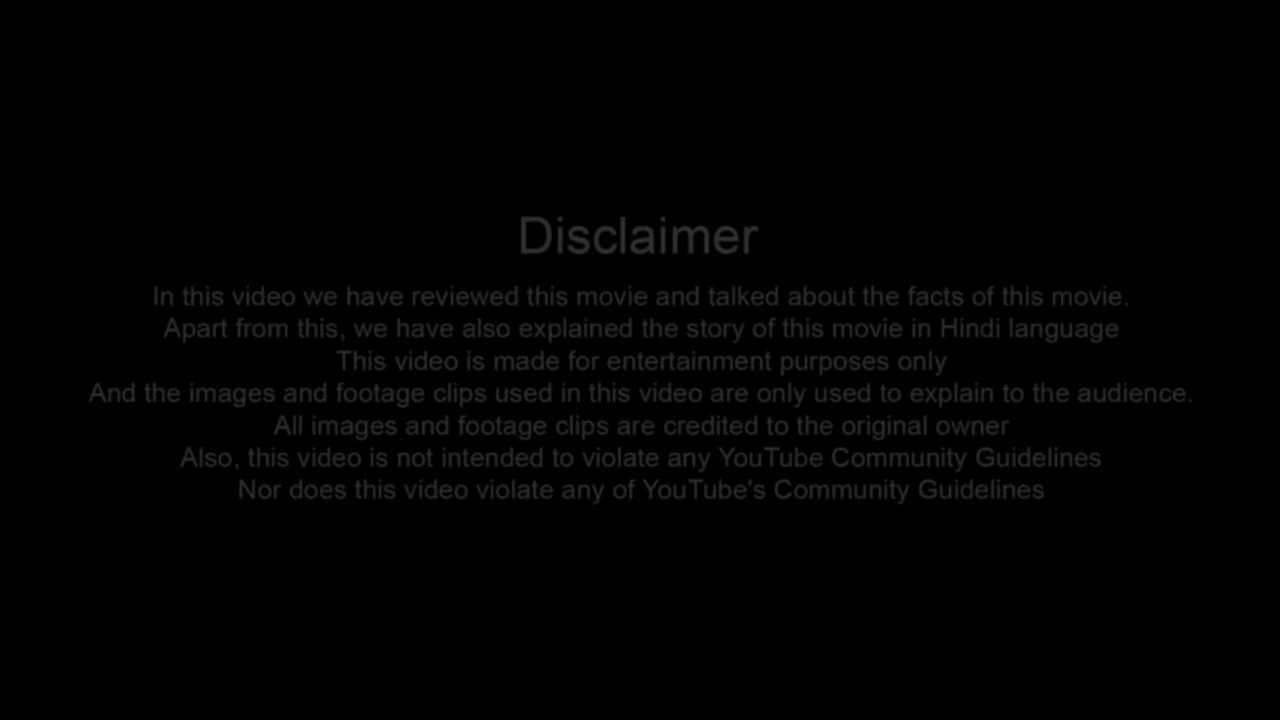 Disclaimer
In this video we have reviewed this movie and talked about the facts of this movie.
Apart from this, we have also explained the story of this movie in Hindi language
This video is made for entertainment purposes only
And the images and footage clips used in this video are only used to explain to the audience.
All images and footage clips are credited to the original owner
Also, this video is not intended to violate any YouTube Community Guidelines
Nor does this video violate any of YouTube's Community Guidelines